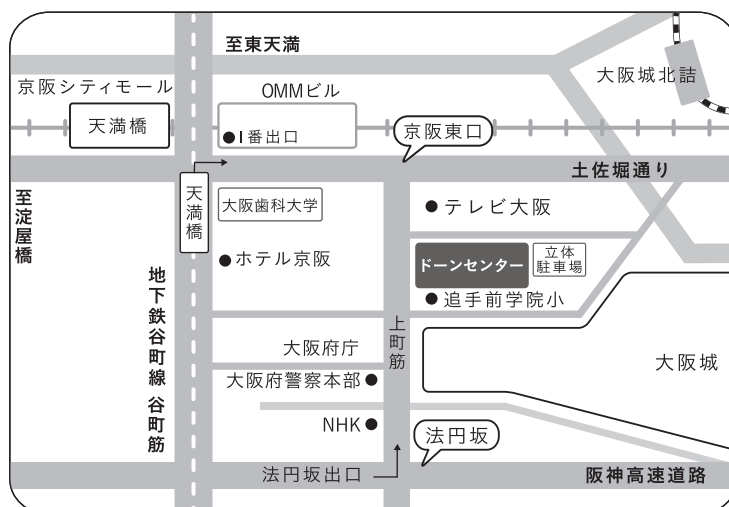 至東天満
京阪シティモール
OMMビル
大阪城北詰
天満橋
1番出口
京阪東口
土佐堀通り
至淀屋橋
天満橋
大阪歯科大学
テレビ大阪
ホテル京阪
ドーンセンター
立体
駐車場
追手前学院小
地下鉄谷町線 谷町筋
上町筋
大阪府庁
大阪城
大阪府警察本部
NHK
法円坂
法円坂出口
阪神高速道路